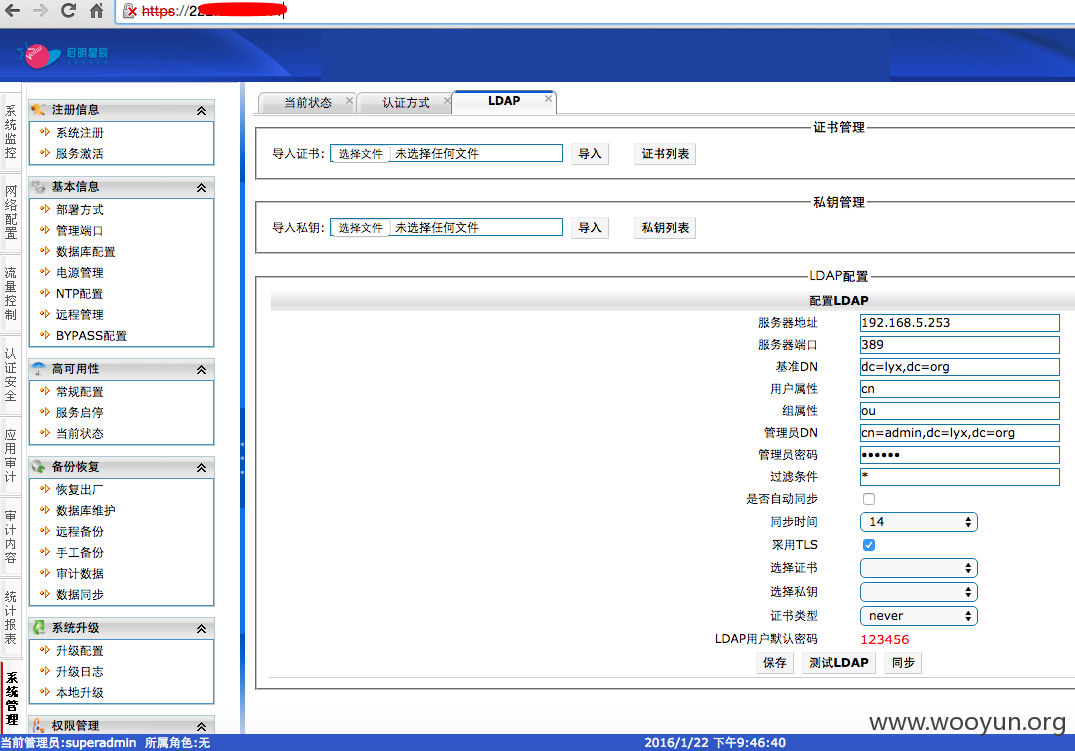 https://22
Venus 启明星辰
系统监控
网络配置
流量控制
认证安全
应用审计
审计内容
统计报表
系统管理
注册信息
系统注册
服务激活
基本信息
部署方式
管理端口
数据库配置
电源管理
NTP配置
远程管理
BYPASS配置
高可用性
常规配置
服务启停
当前状态
备份恢复
恢复出厂
数据库维护
远程备份
手工备份
审计数据
数据同步
系统升级
升级配置
升级日志
本地升级
权限管理
当前状态 认证方式 LDAP
证书管理
导入证书: 选择文件 未选择任何文件 导入 证书列表
私钥管理
导入私钥: 选择文件 未选择任何文件 导入 私钥列表
LDAP配置
配置LDAP
服务器地址 192.168.5.253
服务器端口 389
基准DN dc=lyx,dc=org
用户属性 cn
组属性 ou
管理员DN cn=admin,dc=lyx,dc=org
管理员密码 ••••••
过滤条件 *
是否自动同步
同步时间 14
采用TLS
选择证书
选择私钥
证书类型 never
LDAP用户默认密码 123456
保存 测试LDAP 同步
www.wooyun.org
当前管理员:superadmin 所属角色:无 2016/1/22 下午9:46:40